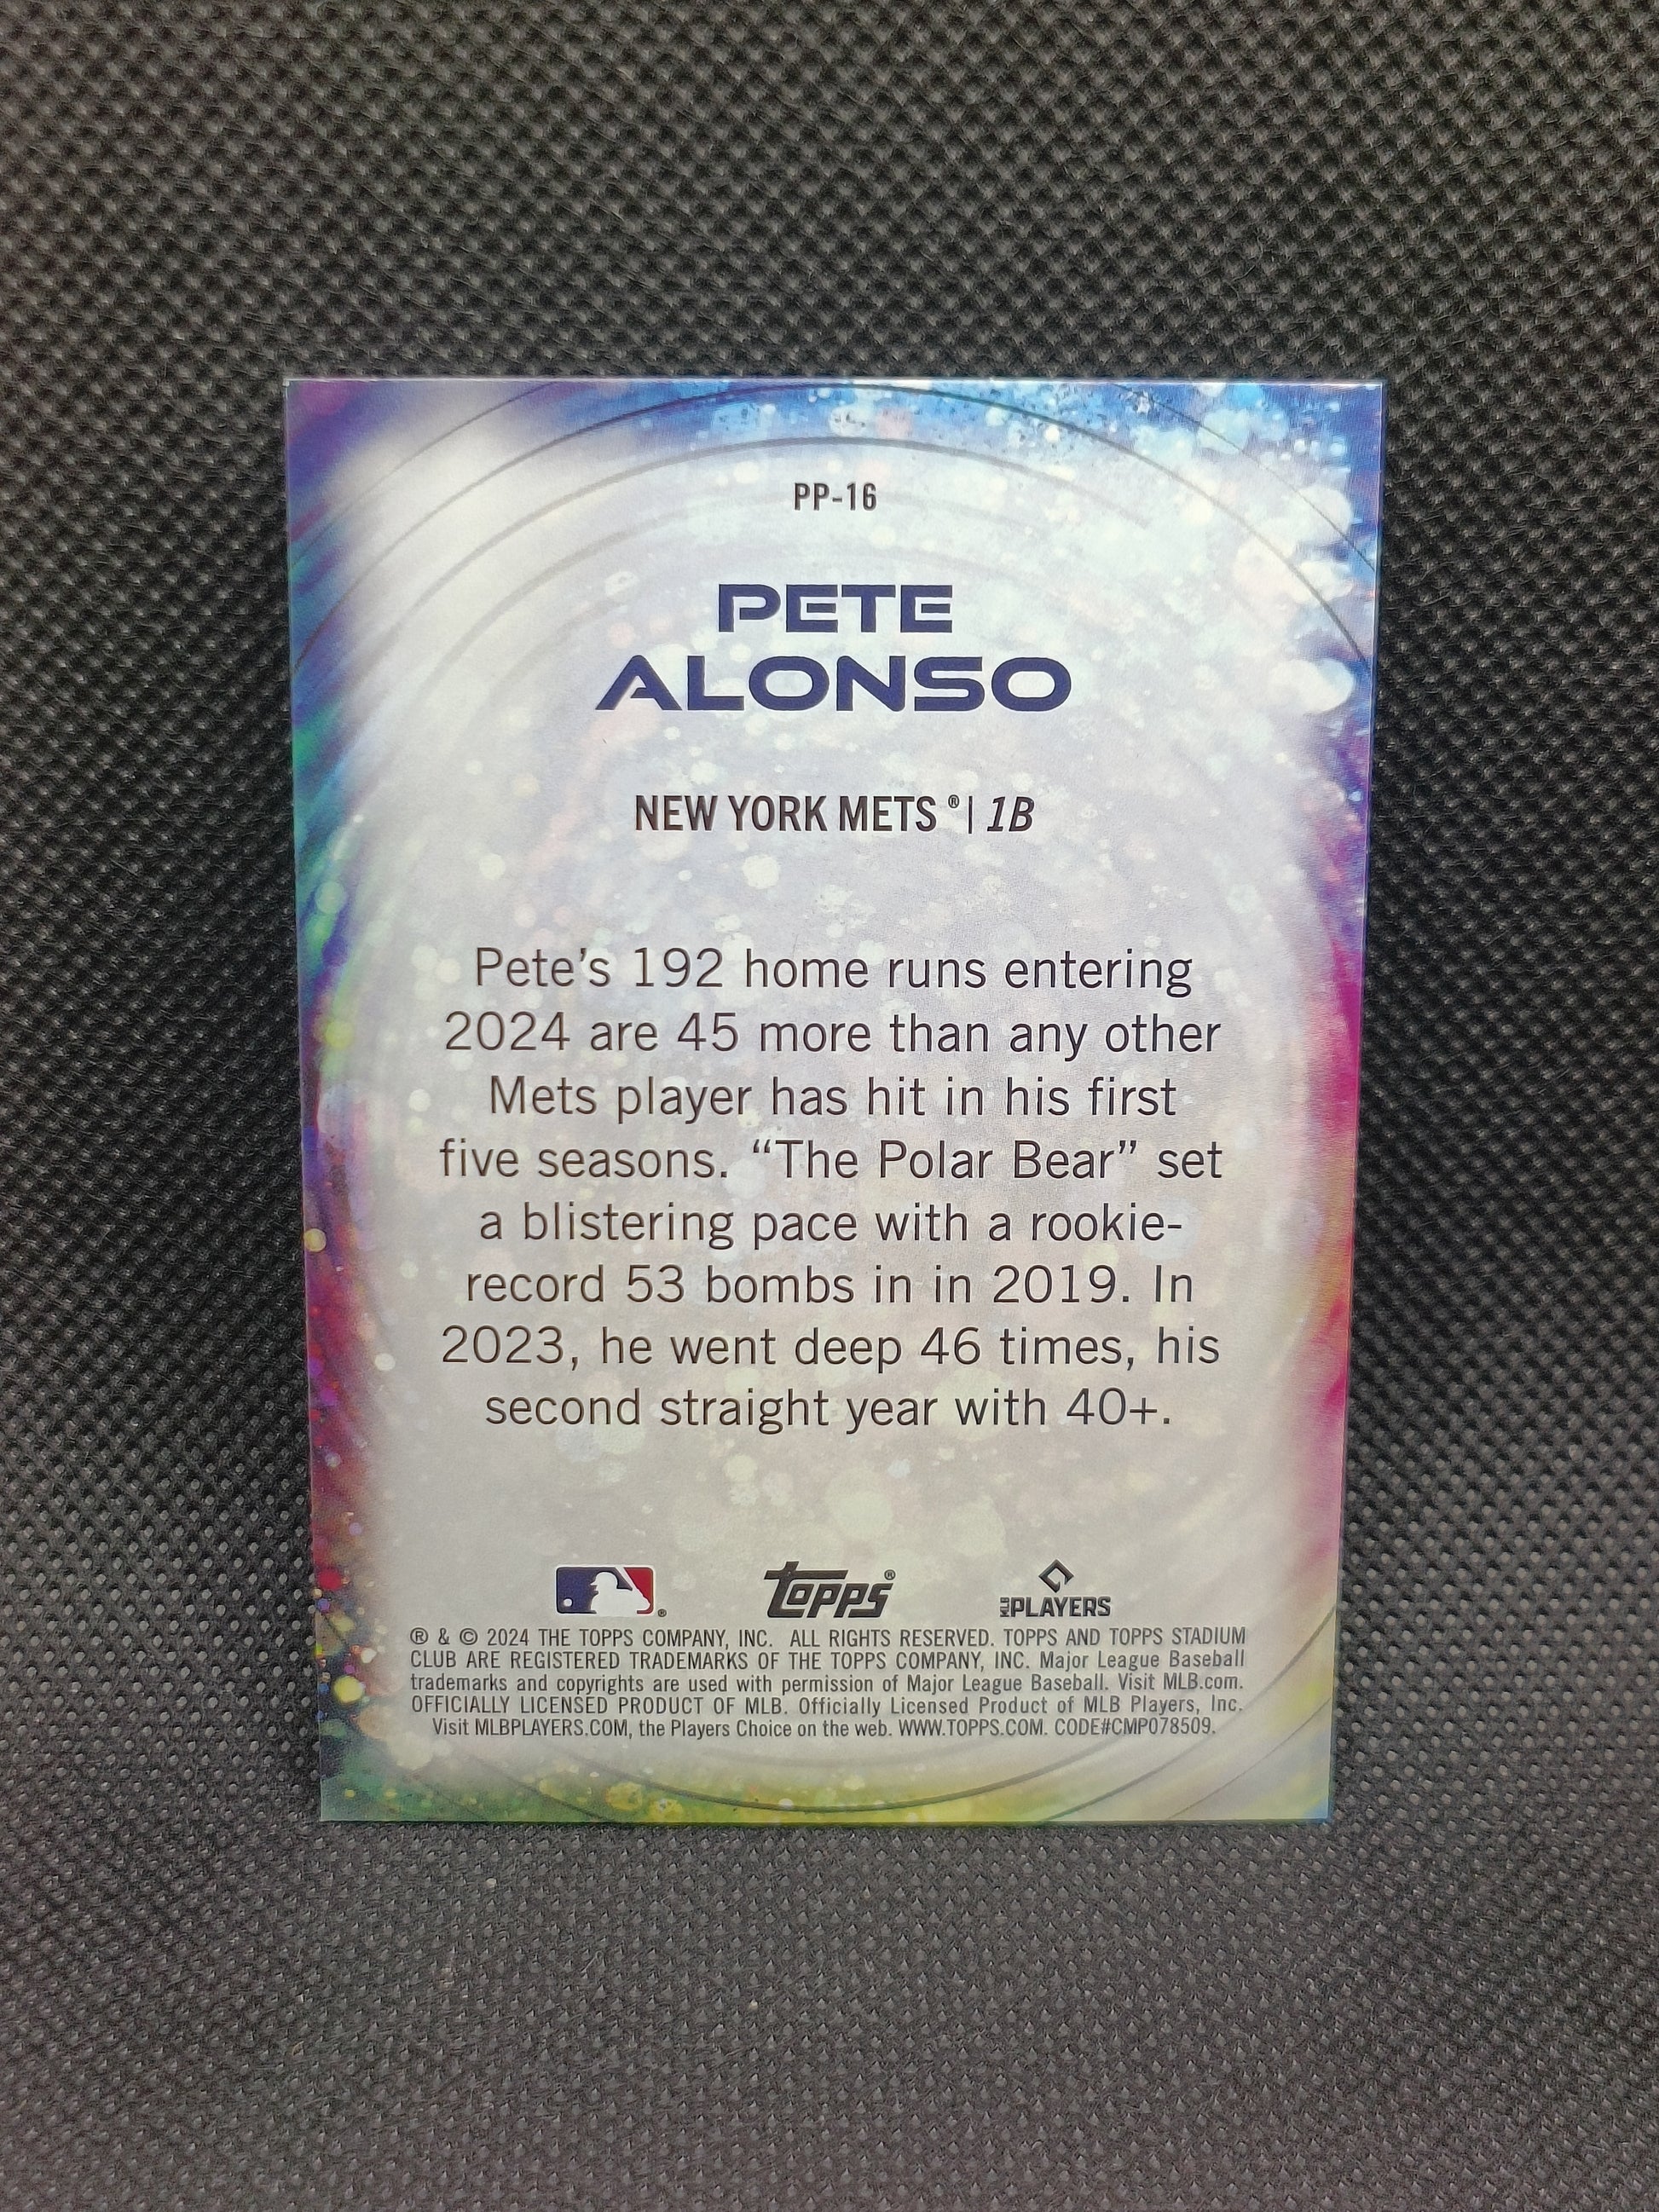 PP-16
PETE
ALONSO
NEW YORK METS ® | 1B
Pete’s 192 home runs entering
2024 are 45 more than any other
Mets player has hit in his first
five seasons. “The Polar Bear” set
a blistering pace with a rookie-
record 53 bombs in in 2019. In
2023, he went deep 46 times, his
second straight year with 40+.
® TOPPS® MLB PLAYERS
® & © 2024 THE TOPPS COMPANY, INC. ALL RIGHTS RESERVED. TOPPS AND TOPPS STADIUM
CLUB ARE REGISTERED TRADEMARKS OF THE TOPPS COMPANY, INC. Major League Baseball
trademarks and copyrights are used with permission of Major League Baseball. Visit MLB.com.
OFFICIALLY LICENSED PRODUCT OF MLB. Officially Licensed Product of MLB Players, Inc.
Visit MLBPLAYERS.COM, the Players Choice on the web. WWW.TOPPS.COM. CODE#CMP078509.